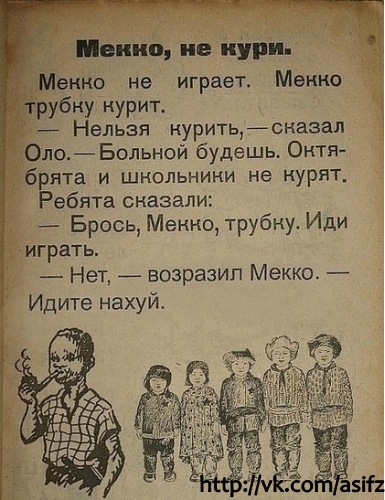 Мекко, не кури.
Мекко не играет. Мекко
трубку курит.
— Нельзя курить,—сказал
Оло.—Больной будешь. Октя-
брята и школьники не курят.
Ребята сказали:
— Брось, Мекко, трубку. Иди
играть.
— Нет, — возразил Мекко. —
Идите нахуй.
http://vk.com/asifz